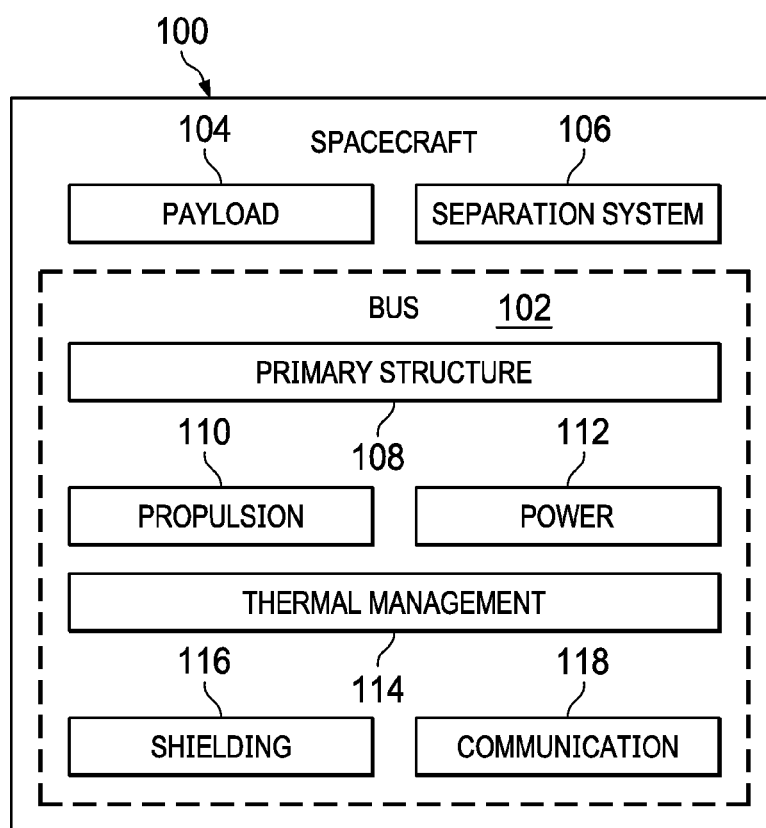 100
104
SPACECRAFT
106
PAYLOAD
SEPARATION SYSTEM
BUS 102
PRIMARY STRUCTURE
110
108
112
PROPULSION
POWER
THERMAL MANAGEMENT
116
114
118
SHIELDING
COMMUNICATION